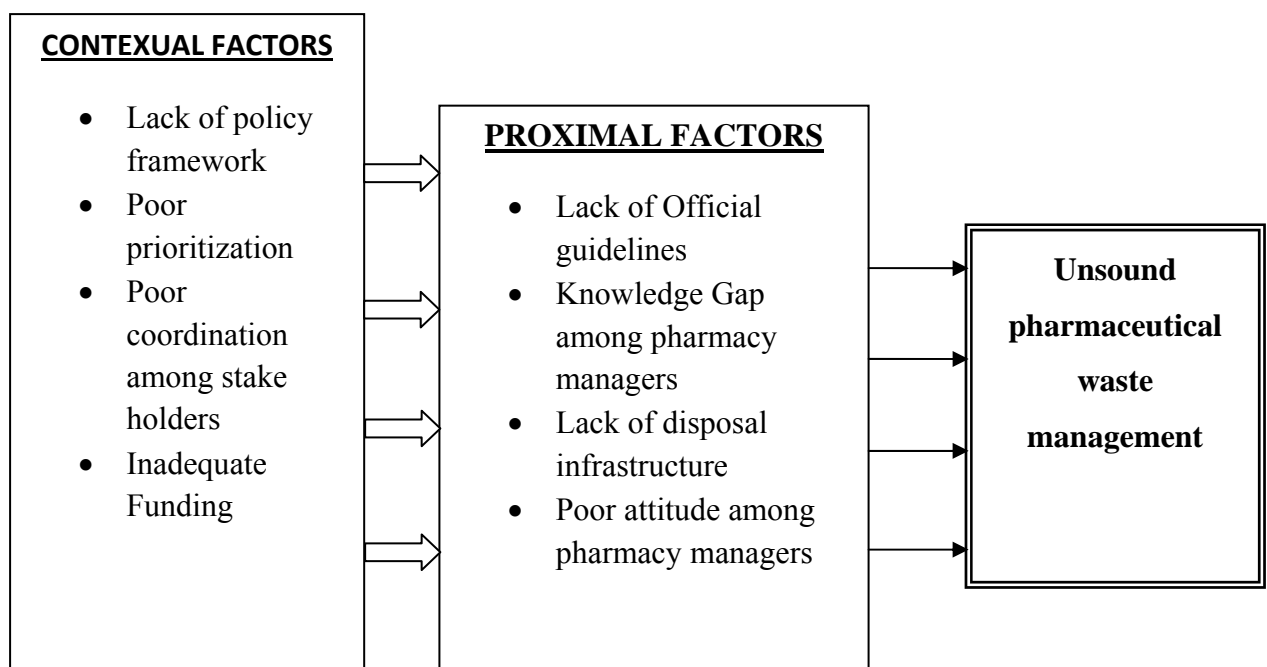 CONTEXUAL FACTORS
• Lack of policy
framework
• Poor
prioritization
• Poor
coordination
among stake
holders
• Inadequate
Funding
PROXIMAL FACTORS
• Lack of Official
guidelines
• Knowledge Gap
among pharmacy
managers
• Lack of disposal
infrastructure
• Poor attitude among
pharmacy managers
Unsound
pharmaceutical
waste
management